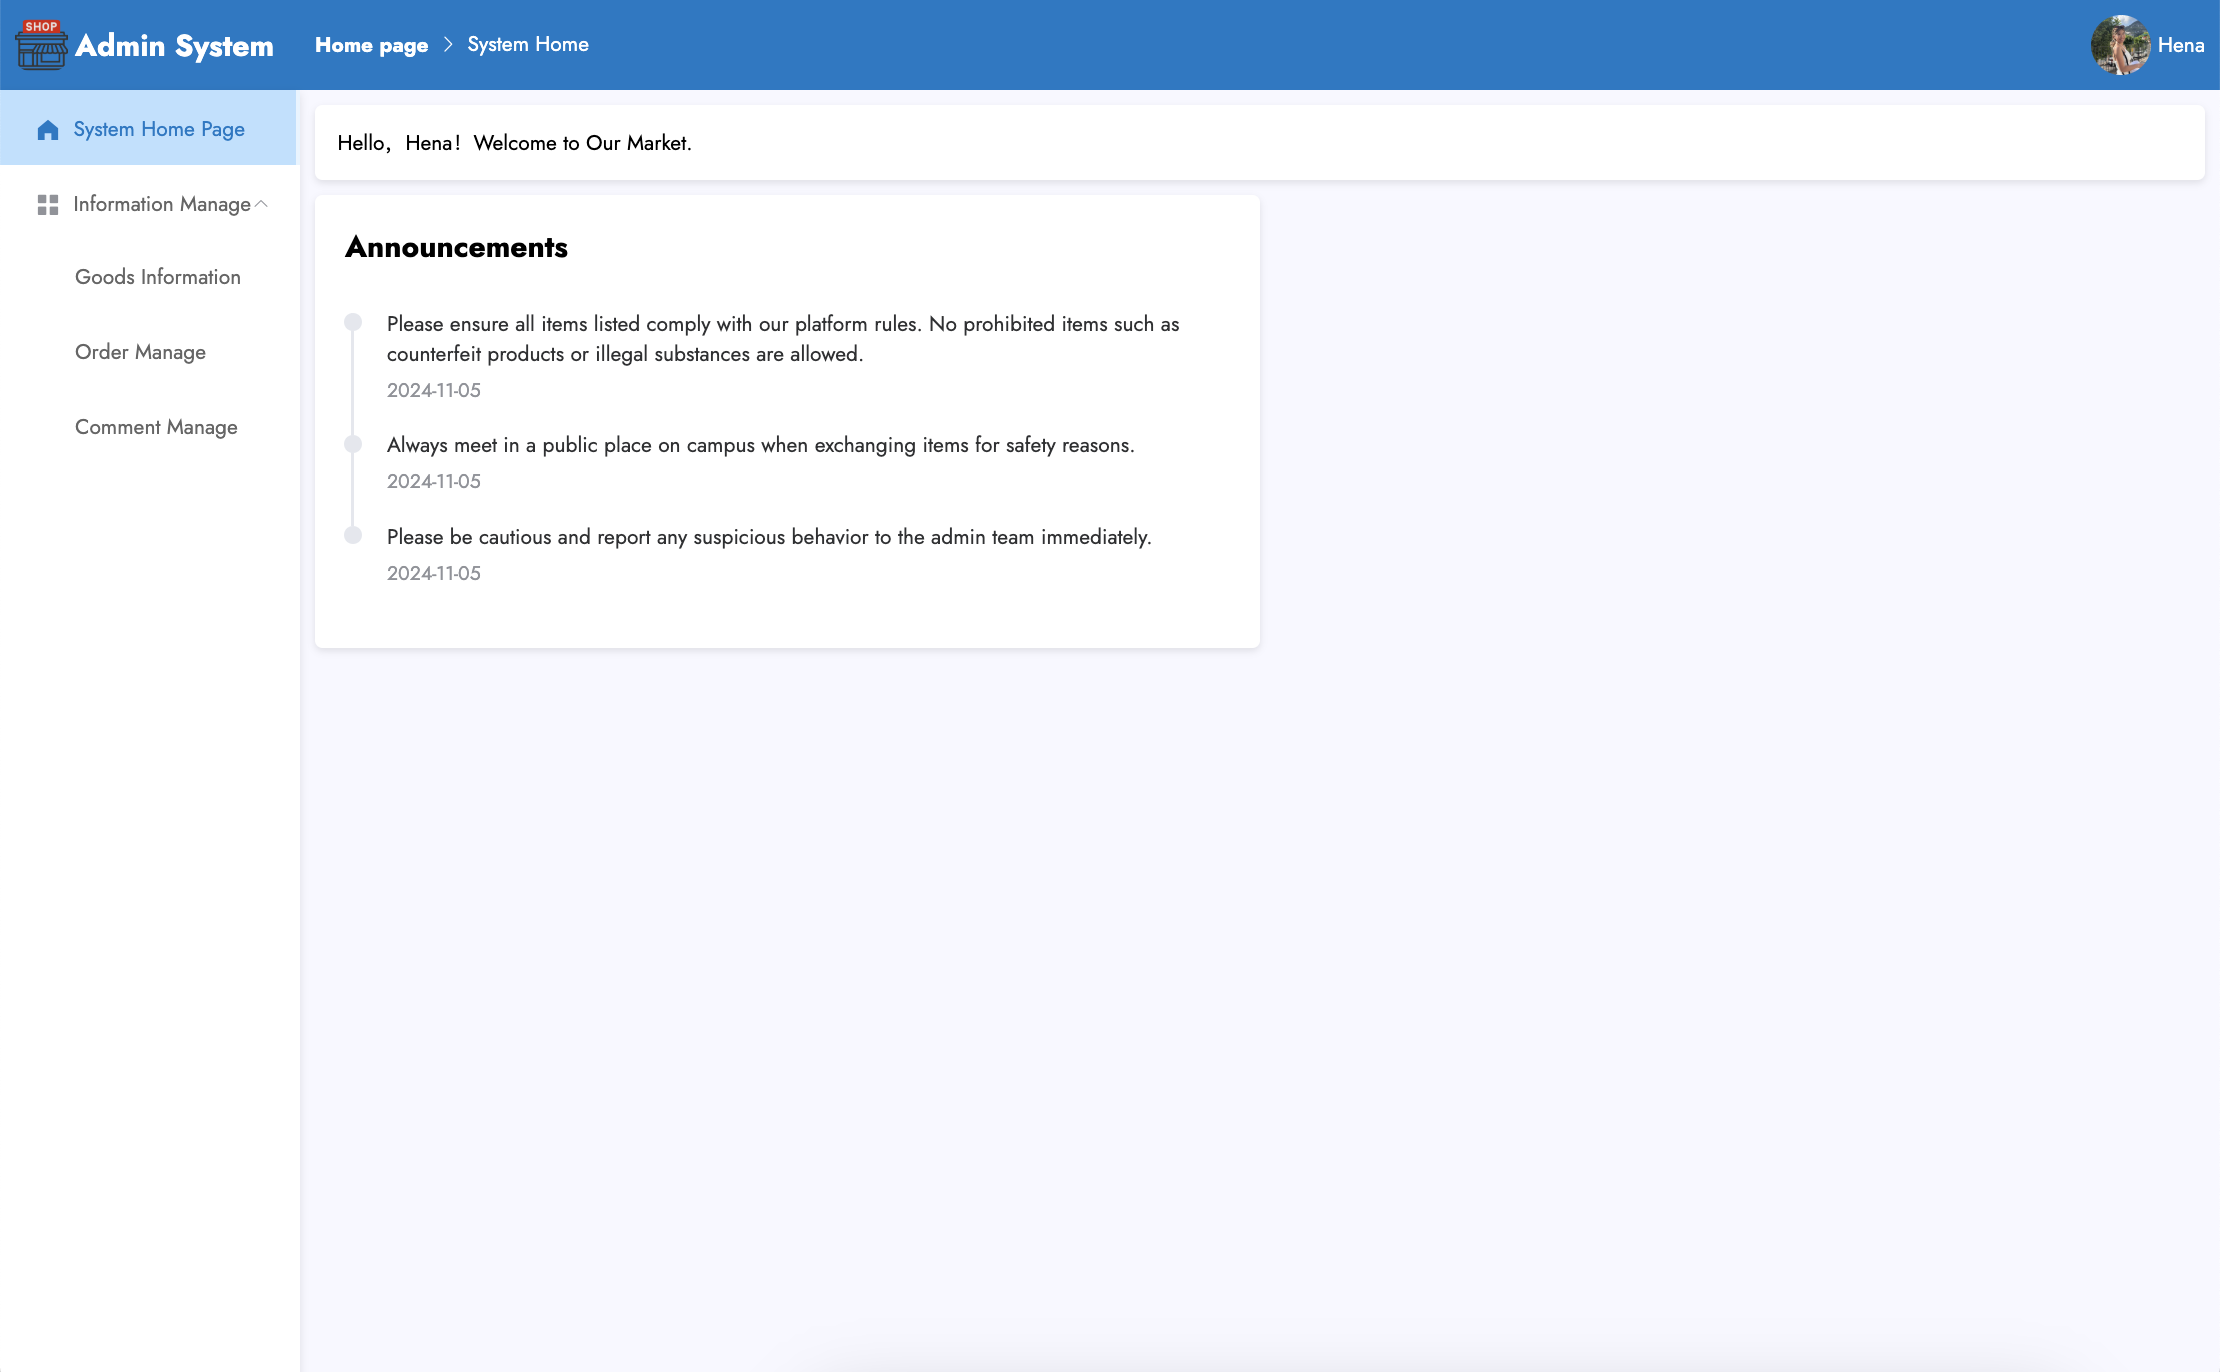 SHOP
Admin System
Home page > System Home
Hena
System Home Page
Information Manage
Goods Information
Order Manage
Comment Manage
Hello，Hena！Welcome to Our Market.
Announcements
Please ensure all items listed comply with our platform rules. No prohibited items such as
counterfeit products or illegal substances are allowed.
2024-11-05
Always meet in a public place on campus when exchanging items for safety reasons.
2024-11-05
Please be cautious and report any suspicious behavior to the admin team immediately.
2024-11-05